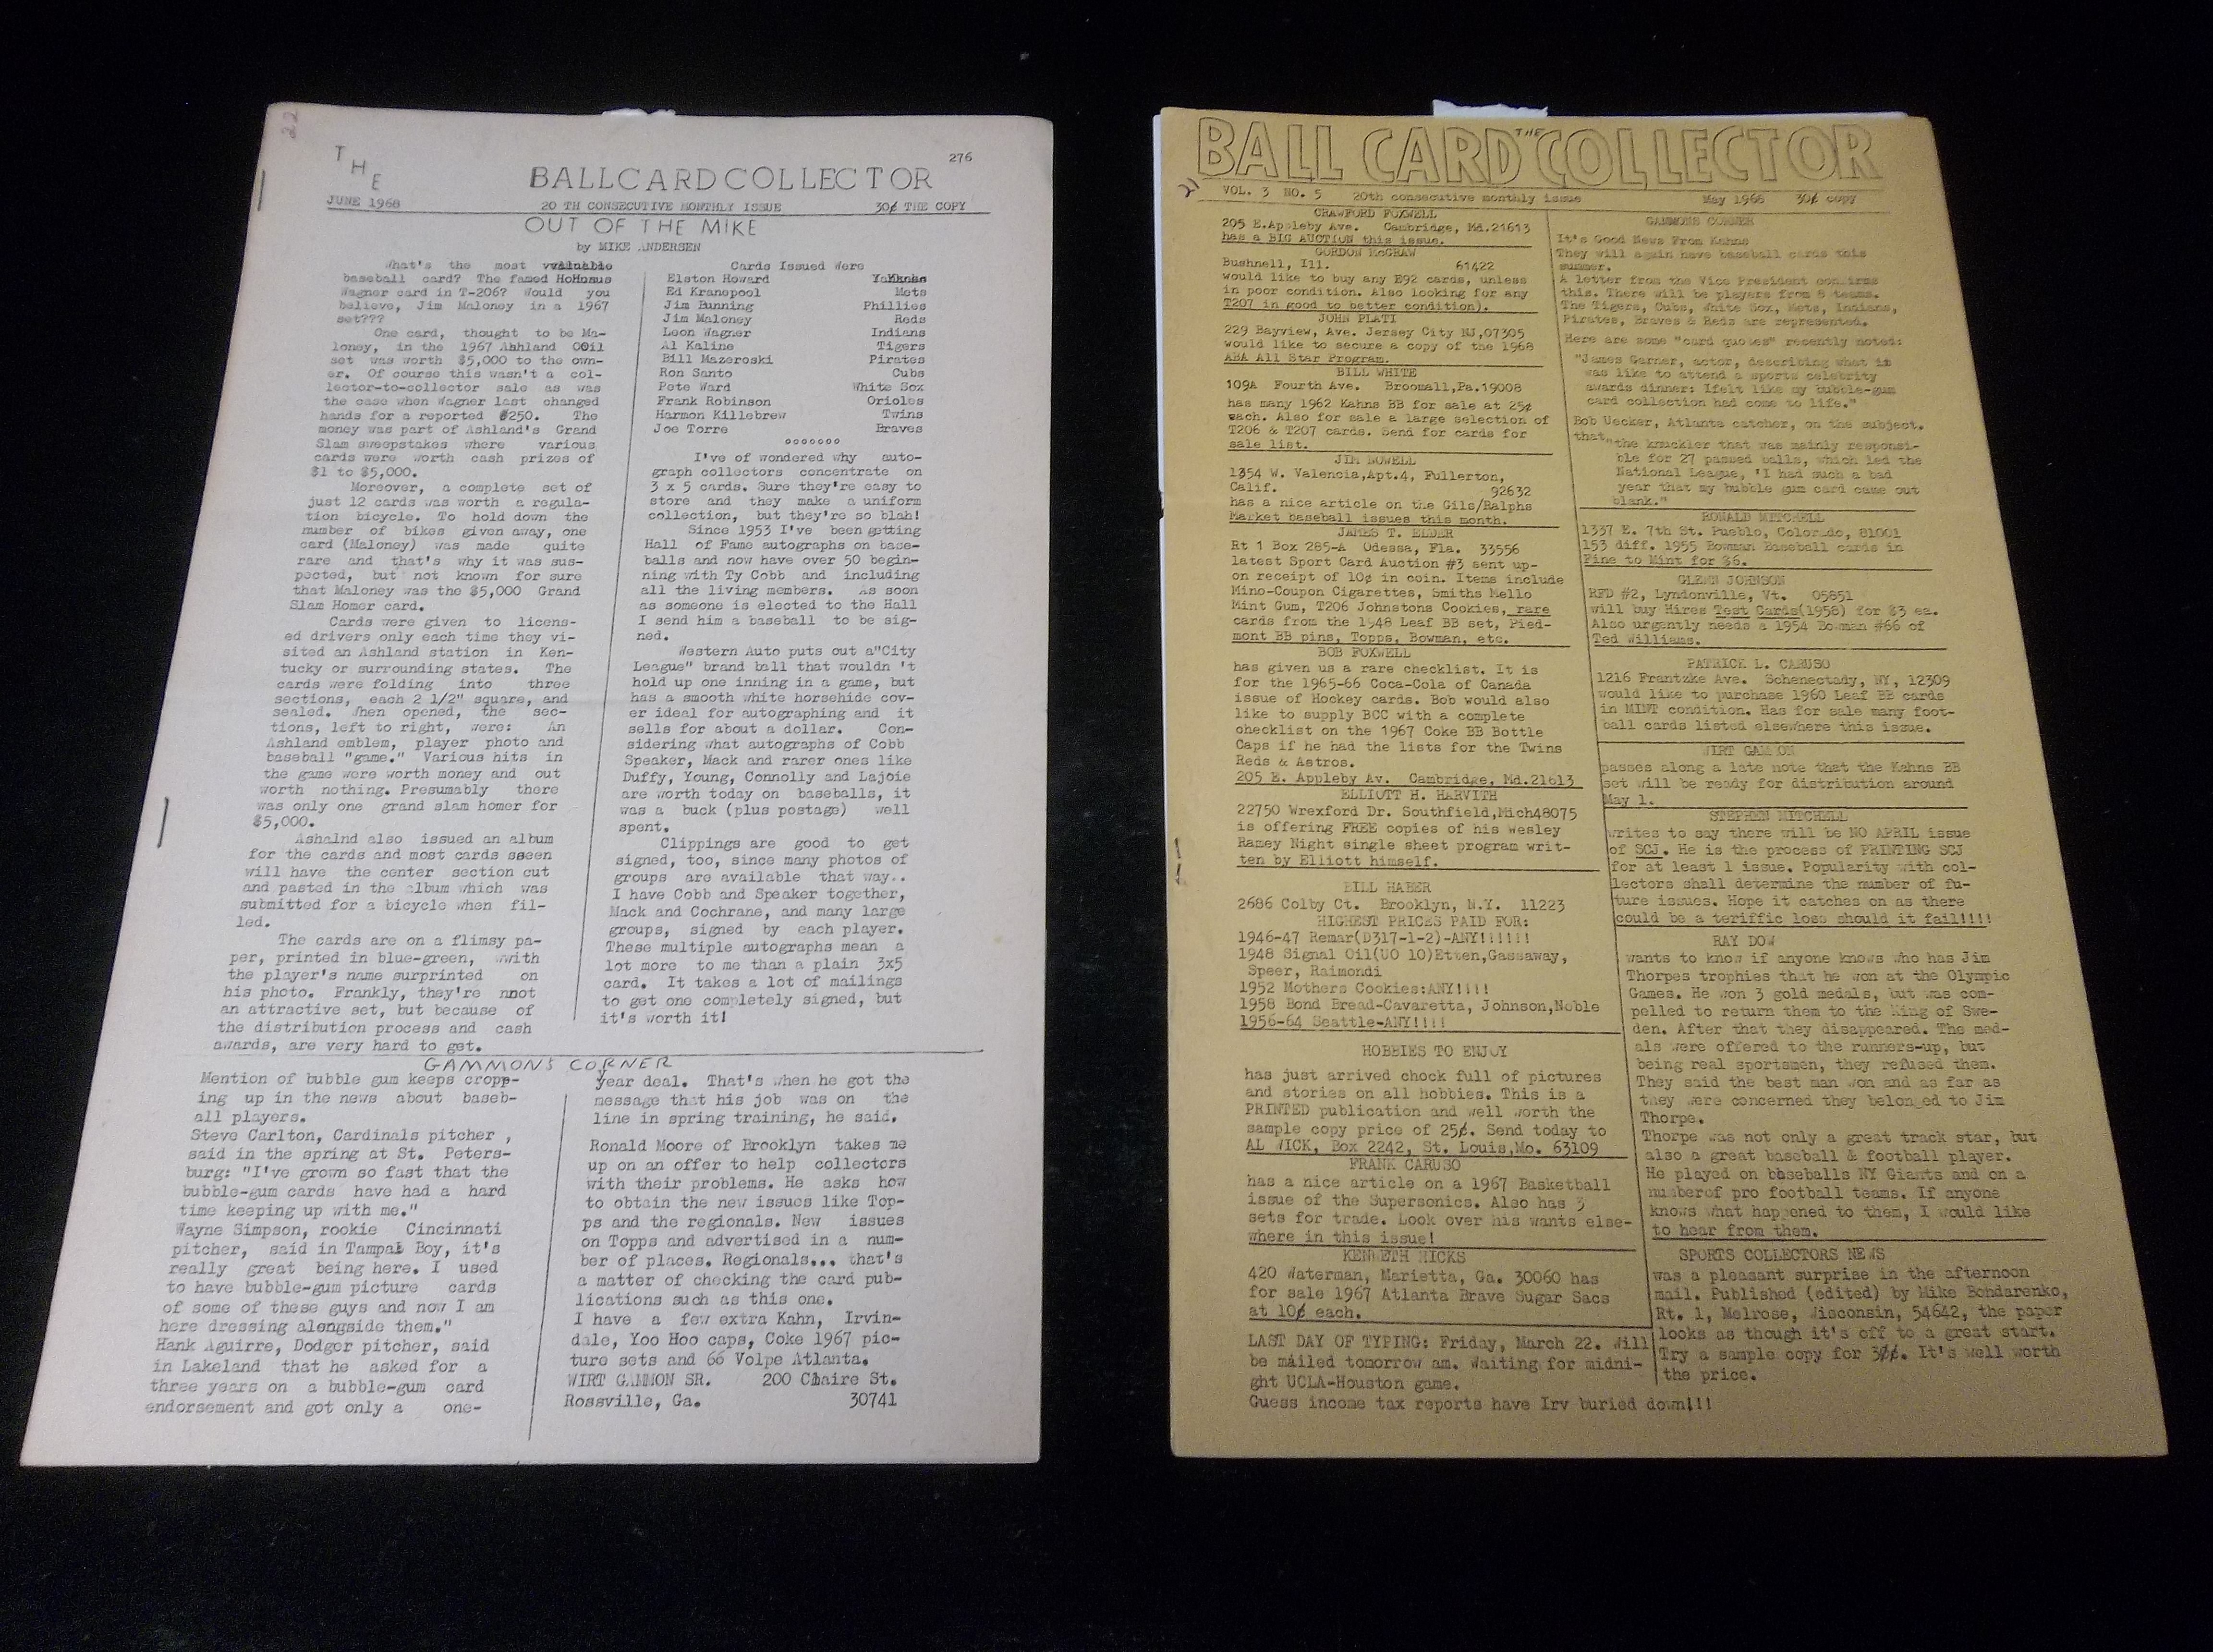 22
THE
276
BALLCARDCOLLECTOR
JUNE 1968 20 TH CONSECUTIVE MONTHLY ISSUE 30¢ THE COPY
OUT OF THE MIKE
by MIKE ANDERSEN
What's the most valuable
baseball card? The famed Honus
Wagner card in T-206? Would you
believe, Jim Maloney in a 1967
set???
One card, thought to be Ma-
loney, in the 1967 Ashland Oil
set was worth $5,000 to the own-
er. Of course this wasn't a col-
lector-to-collector sale as was
the case when Wagner last changed
hands for a reported $250. The
money was part of Ashland's Grand
Slam sweepstakes where various
cards were worth cash prizes of
$1 to $5,000.
Moreover, a complete set of
just 12 cards was worth a regula-
tion bicycle. To hold down the
number of bikes given away, one
card (Maloney) was made quite
rare and that's why it was sus-
pected, but not known for sure
that Maloney was the $5,000 Grand
Slam Homer card.
Cards were given to licens-
ed drivers only each time they vi-
sited an Ashland station in Ken-
tucky or surrounding states. The
cards were folding into three
sections, each 2 1/2" square, and
sealed. When opened, the sec-
tions, left to right, were: An
Ashland emblem, player photo and
baseball "game." Various hits in
the game were worth money and out
worth nothing. Presumably there
was only one grand slam homer for
$5,000.
Ashalnd also issued an album
for the cards and most cards sseen
will have the center section cut
and pasted in the album which was
submitted for a bicycle when fil-
led.
The cards are on a flimsy pa-
per, printed in blue-green, with
the player's name surprinted on
his photo. Frankly, they're nnot
an attractive set, but because of
the distribution process and cash
awards, are very hard to get.
Cards Issued Were
Elston Howard Yankees
Ed Kranepool Mets
Jim Bunning Phillies
Jim Maloney Reds
Leon Wagner Indians
Al Kaline Tigers
Bill Mazeroski Pirates
Ron Santo Cubs
Pete Ward White Sox
Frank Robinson Orioles
Harmon Killebrew Twins
Joe Torre Braves
ooooooo
I've of wondered why auto-
graph collectors concentrate on
3 x 5 cards. Sure they're easy to
store and they make a uniform
collection, but they're so blah!
Since 1953 I've been getting
Hall of Fame autographs on base-
balls and now have over 50 begin-
ning with Ty Cobb and including
all the living members. As soon
as someone is elected to the Hall
I send him a baseball to be sig-
ned.
Western Auto puts out a"City
League" brand ball that wouldn 't
hold up one inning in a game, but
has a smooth white horsehide cov-
er ideal for autographing and it
sells for about a dollar. Con-
sidering what autographs of Cobb
Speaker, Mack and rarer ones like
Duffy, Young, Connolly and Lajoie
are worth today on baseballs, it
was a buck (plus postage) well
spent.
Clippings are good to get
signed, too, since many photos of
groups are available that way..
I have Cobb and Speaker together,
Mack and Cochrane, and many large
groups, signed by each player.
These multiple autographs mean a
lot more to me than a plain 3x5
card. It takes a lot of mailings
to get one completely signed, but
it's worth it!
GAMMONS CORNER
Mention of bubble gum keeps cropp-
ing up in the news about baseb-
all players.
Steve Carlton, Cardinals pitcher ,
said in the spring at St. Peters-
burg: "I've grown so fast that the
bubble-gum cards have had a hard
time keeping up with me."
Wayne Simpson, rookie Cincinnati
pitcher, said in Tampa: Boy, it's
really great being here. I used
to have bubble-gum picture cards
of some of these guys and now I am
here dressing alongside them."
Hank Aguirre, Dodger pitcher, said
in Lakeland that he asked for a
three years on a bubble-gum card
endorsement and got only a one-
year deal. That's when he got the
message that his job was on the
line in spring training, he said.
Ronald Moore of Brooklyn takes me
up on an offer to help collectors
with their problems. He asks how
to obtain the new issues like Top-
ps and the regionals. New issues
on Topps and advertised in a num-
ber of places. Regionals... that's
a matter of checking the card pub-
lications such as this one.
I have a few extra Kahn, Irvin-
dale, Yoo Hoo caps, Coke 1967 pic-
ture sets and 66 Volpe Atlanta.
WIRT GAMMON SR. 200 Claire St.
Rossville, Ga. 30741
21
THE
BALL CARD COLLECTOR
VOL. 3 NO. 5 20th consecutive monthly issue May 1968 30¢ copy
CRAWFORD FOXWELL
205 E.Appleby Ave. Cambridge, Md.21613
has a BIG AUCTION this issue.
GORDON McGRAW
Bushnell, Ill. 61422
would like to buy any E92 cards, unless
in poor condition. Also looking for any
T207 in good to better condition).
JOHN PLATI
229 Bayview, Ave. Jersey City NJ,07305
would like to secure a copy of the 1968
ABA All Star Program.
BILL WHITE
109A Fourth Ave. Broomall,Pa.19008
has many 1962 Kahns BB for sale at 25¢
each. Also for sale a large selection of
T206 & T207 cards. Send for cards for
sale list.
JIM NOWELL
1354 W. Valencia,Apt.4, Fullerton,
Calif. 92632
has a nice article on the Gils/Ralphs
Market baseball issues this month.
JAMES T. ELDER
Rt 1 Box 285-A Odessa, Fla. 33556
latest Sport Card Auction #3 sent up-
on receipt of 10¢ in coin. Items include
Mino-Coupon Cigarettes, Smiths Mello
Mint Gum, T206 Johnstons Cookies, rare
cards from the 1948 Leaf BB set, Pied-
mont BB pins, Topps, Bowman, etc.
BOB FOXWELL
has given us a rare checklist. It is
for the 1965-66 Coca-Cola of Canada
issue of Hockey cards. Bob would also
like to supply BCC with a complete
checklist on the 1967 Coke BB Bottle
Caps if he had the lists for the Twins
Reds & Astros.
205 E. Appleby Av. Cambridge, Md.21613
ELLIOTT H. HARVITH
22750 Wrexford Dr. Southfield,Mich48075
is offering FREE copies of his Wesley
Ramey Night single sheet program writ-
ten by Elliott himself.
BILL HABER
2686 Colby Ct. Brooklyn, N.Y. 11223
HIGHEST PRICES PAID FOR:
1946-47 Remar(D317-1-2)-ANY!!!!!!
1948 Signal Oil(UO 10)Etten,Gassaway,
Speer, Raimondi
1952 Mothers Cookies:ANY!!!!
1958 Bond Bread-Cavaretta, Johnson,Noble
1956-64 Seattle-ANY!!!!
HOBBIES TO ENJOY
has just arrived chock full of pictures
and stories on all hobbies. This is a
PRINTED publication and well worth the
sample copy price of 25¢. Send today to
AL WICK, Box 2242, St. Louis,Mo. 63109
FRANK CARUSO
has a nice article on a 1967 Basketball
issue of the Supersonics. Also has 3
sets for trade. Look over his wants else-
where in this issue!
KENNETH HICKS
420 Waterman, Marietta, Ga. 30060 has
for sale 1967 Atlanta Brave Sugar Sacs
at 10¢ each.
LAST DAY OF TYPING: Friday, March 22. Will
be mailed tomorrow am. Waiting for midni-
ght UCLA-Houston game.
Guess income tax reports have Irv buried down!!!
GAMMONS CORNER
It's Good News From Kahns
They will again have baseball cards this
summer.
A letter from the Vice President confirms
this. There will be players from 8 teams.
The Tigers, Cubs, White Sox, Mets, Indians,
Pirates, Braves & Reds are represented.
Here are some "card quotes" recently noted:
"James Garner, actor, describing what is
was like to attend a sports celebrity
awards dinner: Ifelt like my bubble-gum
card collection had come to life."
Bob Uecker, Atlanta catcher, on the subject.
that"the knuckler that was mainly responsi-
ble for 27 passed balls, which led the
National League, 'I had such a bad
year that my bubble gum card came out
blank."
RONALD MITCHELL
1337 E. 7th St. Pueblo, Colorado, 81001
153 diff. 1955 Bowman Baseball cards in
Fine to Mint for $6.
GLENN JOHNSON
RFD #2, Lyndonville, Vt. 05851
will buy Hires Test Cards(1958) for $3 ea.
Also urgently needs a 1954 Bowman #66 of
Ted Williams.
PATRICK L. CARUSO
1216 Frantzke Ave. Schenectady, NY, 12309
would like to purchase 1960 Leaf BB cards
in MINT condition. Has for sale many foot-
ball cards listed elsewhere this issue.
WIRT GAMMON
passes along a late note that the Kahns BB
set will be ready for distribution around
May 1.
STEPHEN MITCHELL
writes to say there will be NO APRIL issue
of SCJ. He is the process of PRINTING SCJ
for at least 1 issue. Popularity with col-
lectors shall determine the number of fu-
ture issues. Hope it catches on as there
could be a teriffic loss should it fail!!!!
RAY DOW
wants to know if anyone knows who has Jim
Thorpes trophies that he won at the Olympic
Games. He won 3 gold medals, but was com-
pelled to return them to the King of Swe-
den. After that they disappeared. The med-
als were offered to the runners-up, but
being real sportsmen, they refused them.
They said the best man won and as far as
they were concerned they belonged to Jim
Thorpe.
Thorpe was not only a great track star, but
also a great baseball & football player.
He played on baseballs NY Giants and on a
numberof pro football teams. If anyone
knows what happened to them, I would like
to hear from them.
SPORTS COLLECTORS NEWS
was a pleasant surprise in the afternoon
mail. Published (edited) by Mike Bohdarenko,
Rt. 1, Melrose, Wisconsin, 54642, the paper
looks as though it's off to a great start.
Try a sample copy for 30¢. It's well worth
the price.